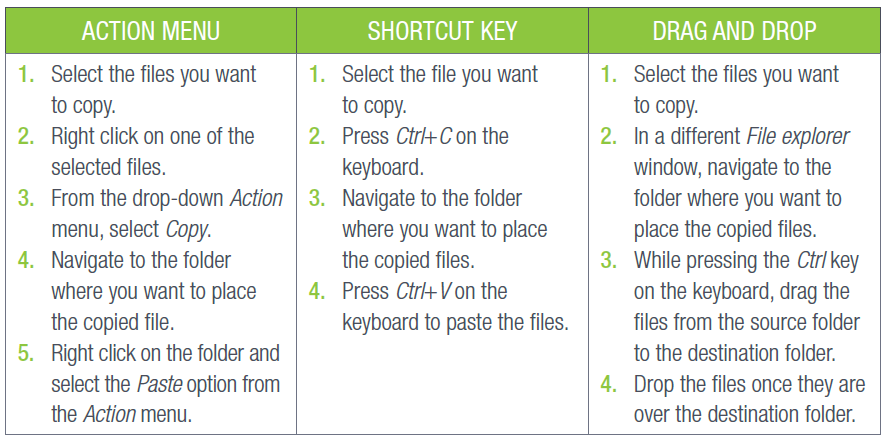 ACTION MENU
1. Select the files you want
to copy.
2. Right click on one of the
selected files.
3. From the drop-down Action
menu, select Copy.
4. Navigate to the folder
where you want to place
the copied file.
5. Right click on the folder and
select the Paste option from
the Action menu.
SHORTCUT KEY
1. Select the file you want
to copy.
2. Press Ctrl+C on the
keyboard.
3. Navigate to the folder
where you want to place
the copied files.
4. Press Ctrl+V on the
keyboard to paste the files.
DRAG AND DROP
1. Select the files you want
to copy.
2. In a different File explorer
window, navigate to the
folder where you want to
place the copied files.
3. While pressing the Ctrl key
on the keyboard, drag the
files from the source folder
to the destination folder.
4. Drop the files once they are
over the destination folder.